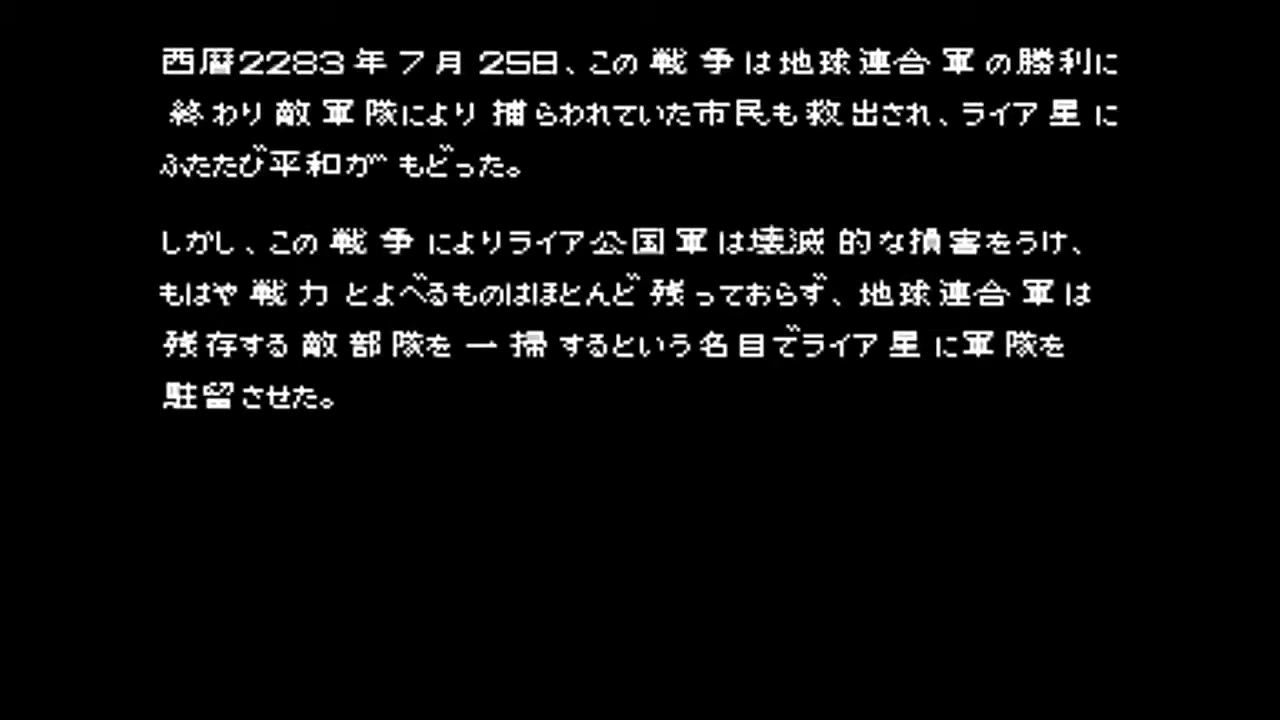 西暦2283年7月25日、この戦争は地球連合軍の勝利に
終わり敵軍隊により捕らわれていた市民も救出され、ライア星に
ふたたび平和がもどった。
しかし、この戦争によりライア公国軍は壊滅的な損害をうけ、
もはや戦力とよべるものはほとんど残っておらず、地球連合軍は
残存する敵部隊を一掃するという名目でライア星に軍隊を
駐留させた。